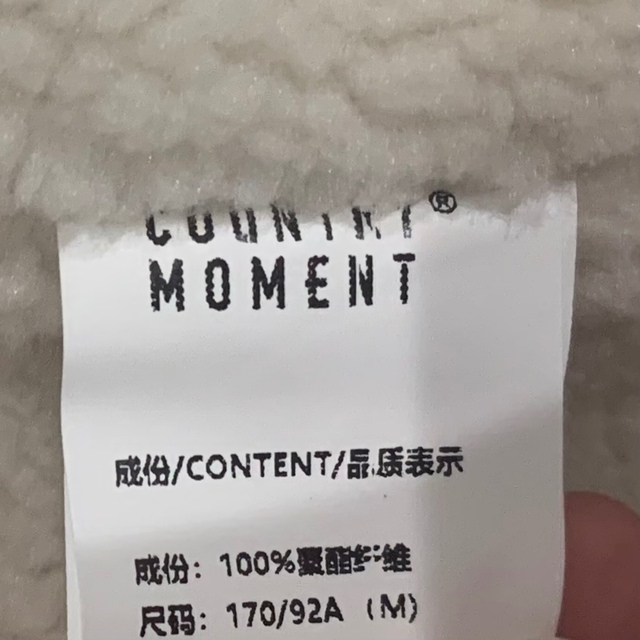 COUNTRY®
MOMENT
成份/CONTENT/品质表示
成份：100%聚酯纤维
尺码：170/92A（M）